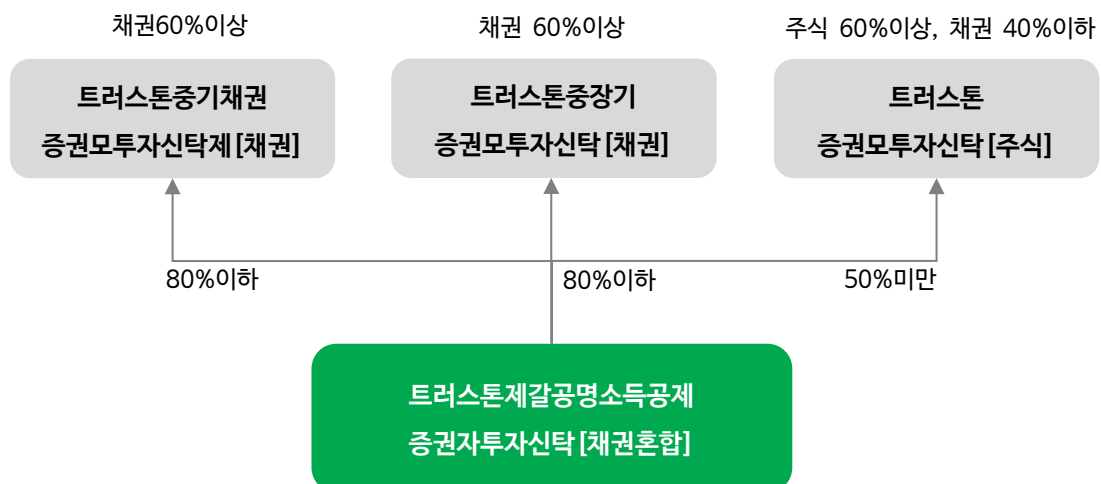 채권60%이상
채권 60%이상
주식 60%이상, 채권 40%이하
트러스톤중기채권
증권모투자신탁제[채권]
트러스톤중장기
증권모투자신탁[채권]
트러스톤
증권모투자신탁[주식]
80%이하
80%이하
50%미만
트러스톤제갈공명소득공제
증권자투자신탁[채권혼합]